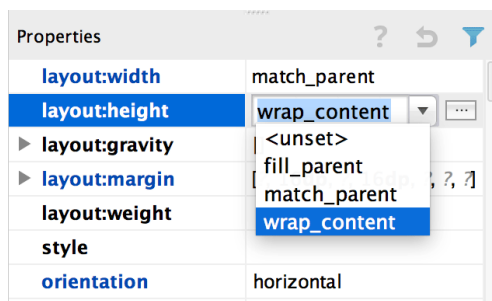 Properties ?
layout:width match_parent
layout:height wrap_content
layout:gravity <unset>
fill_parent
layout:margin ?, ?]
match_parent
layout:weight wrap_content
style
orientation horizontal